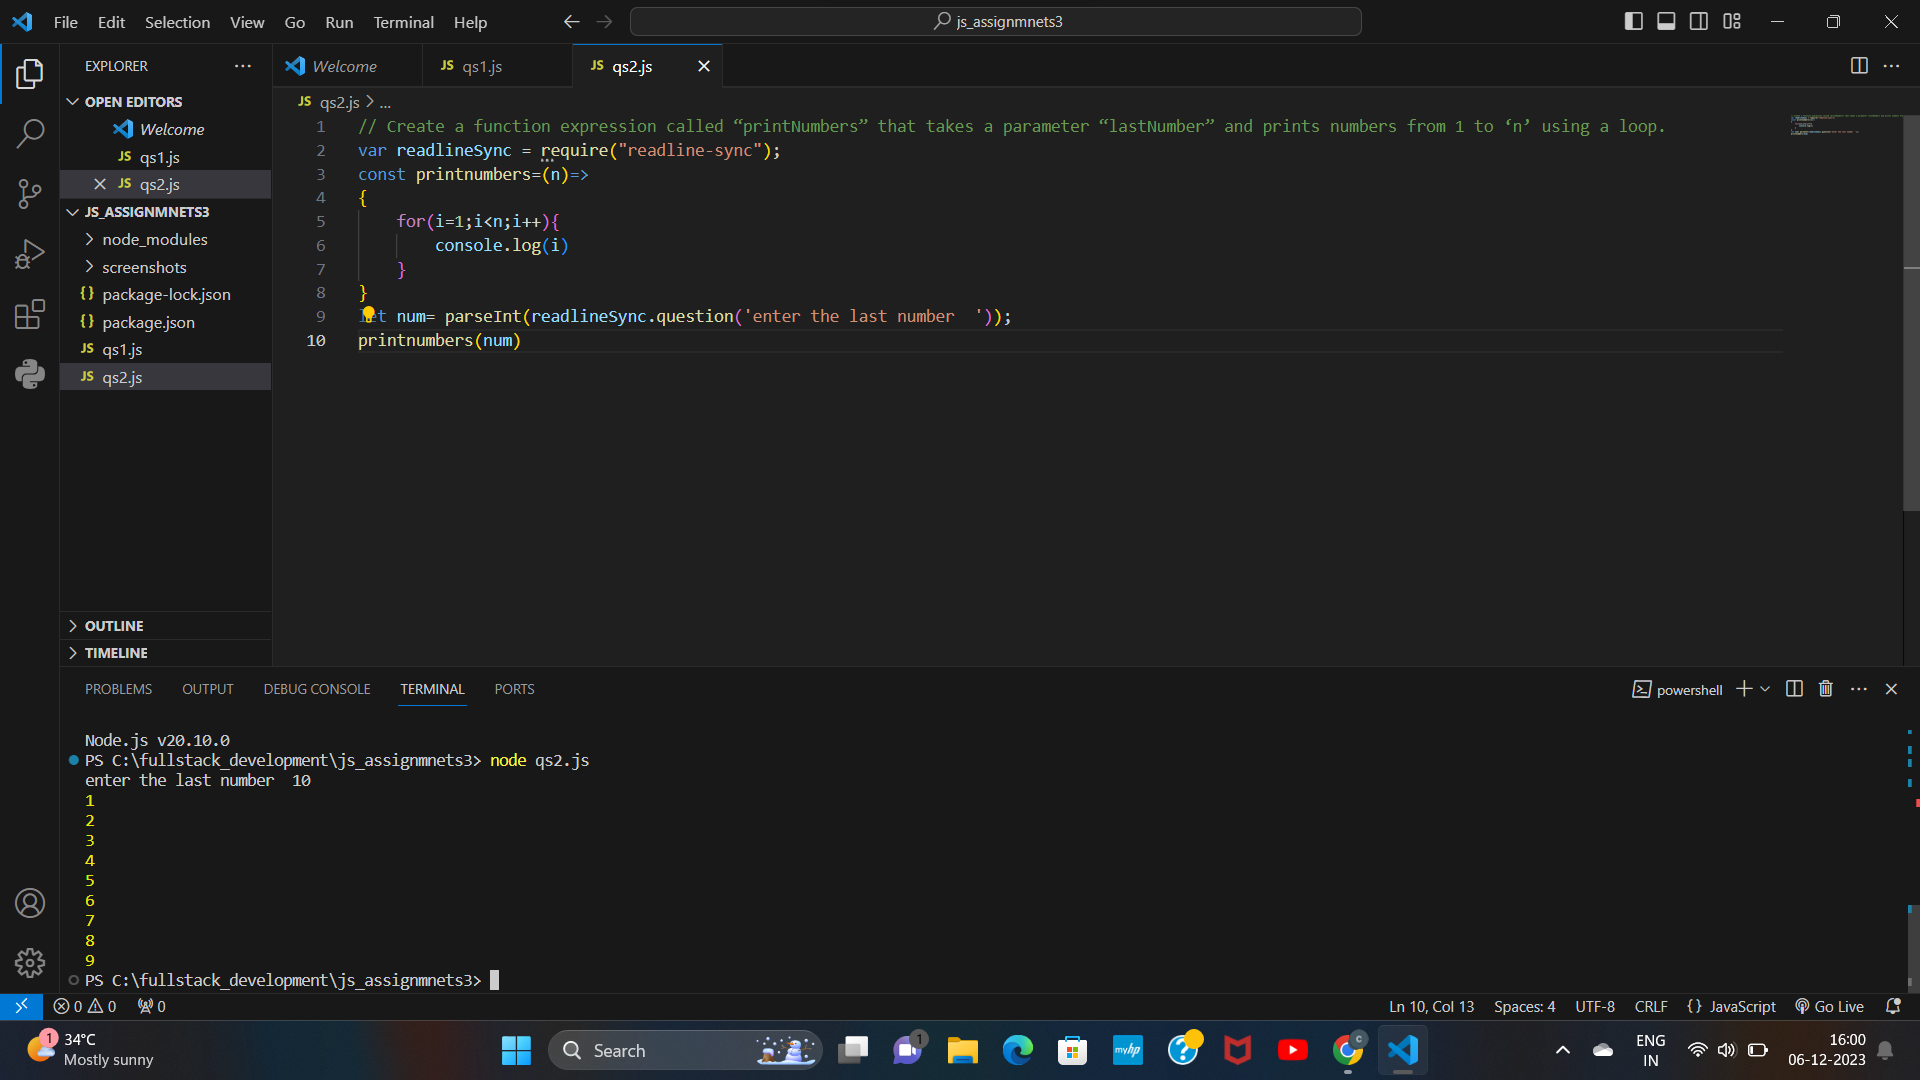 File Edit Selection View Go Run Terminal Help js_assignmnets3
EXPLORER
OPEN EDITORS
Welcome
JS qs1.js
JS qs2.js
JS_ASSIGNMNETS3
node_modules
screenshots
{} package-lock.json
{} package.json
JS qs1.js
JS qs2.js
OUTLINE
TIMELINE
Welcome JS qs1.js JS qs2.js
JS qs2.js > ...
1 // Create a function expression called “printNumbers” that takes a parameter “lastNumber” and prints numbers from 1 to ‘n’ using a loop.
2 var readlineSync = require("readline-sync");
3 const printnumbers=(n)=>
4 {
5 for(i=1;i<n;i++){
6 console.log(i)
7 }
8 }
9 let num= parseInt(readlineSync.question('enter the last number  '));
10 printnumbers(num)
PROBLEMS OUTPUT DEBUG CONSOLE TERMINAL PORTS powershell
Node.js v20.10.0
PS C:\fullstack_development\js_assignmnets3> node qs2.js
enter the last number  10
1
2
3
4
5
6
7
8
9
PS C:\fullstack_development\js_assignmnets3>
0 0 0 Ln 10, Col 13 Spaces: 4 UTF-8 CRLF {} JavaScript Go Live
1 34°C
Mostly sunny
Search
1
myhp
C
ENG
IN
16:00
06-12-2023